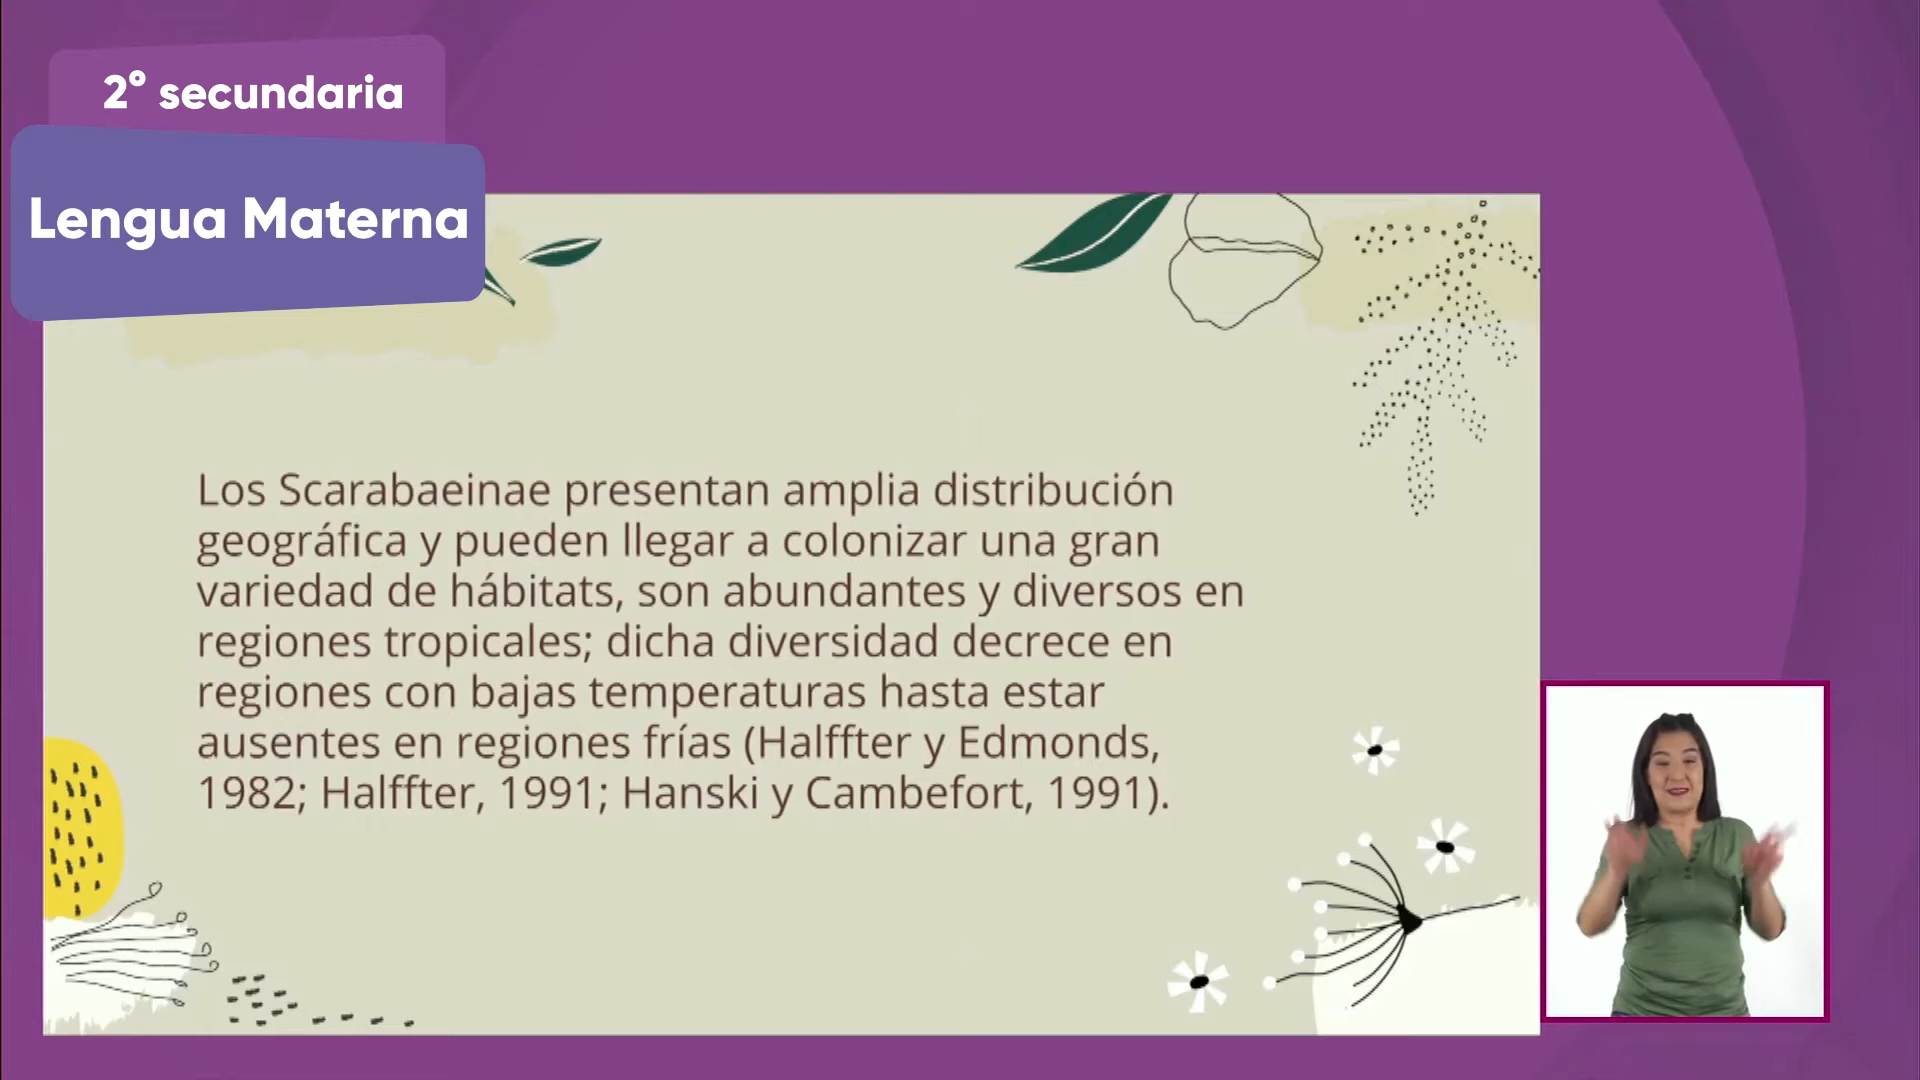 2° secundaria
Lengua Materna
Los Scarabaeinae presentan amplia distribución
geográfica y pueden llegar a colonizar una gran
variedad de hábitats, son abundantes y diversos en
regiones tropicales; dicha diversidad decrece en
regiones con bajas temperaturas hasta estar
ausentes en regiones frías (Halffter y Edmonds,
1982; Halffter, 1991; Hanski y Cambefort, 1991).